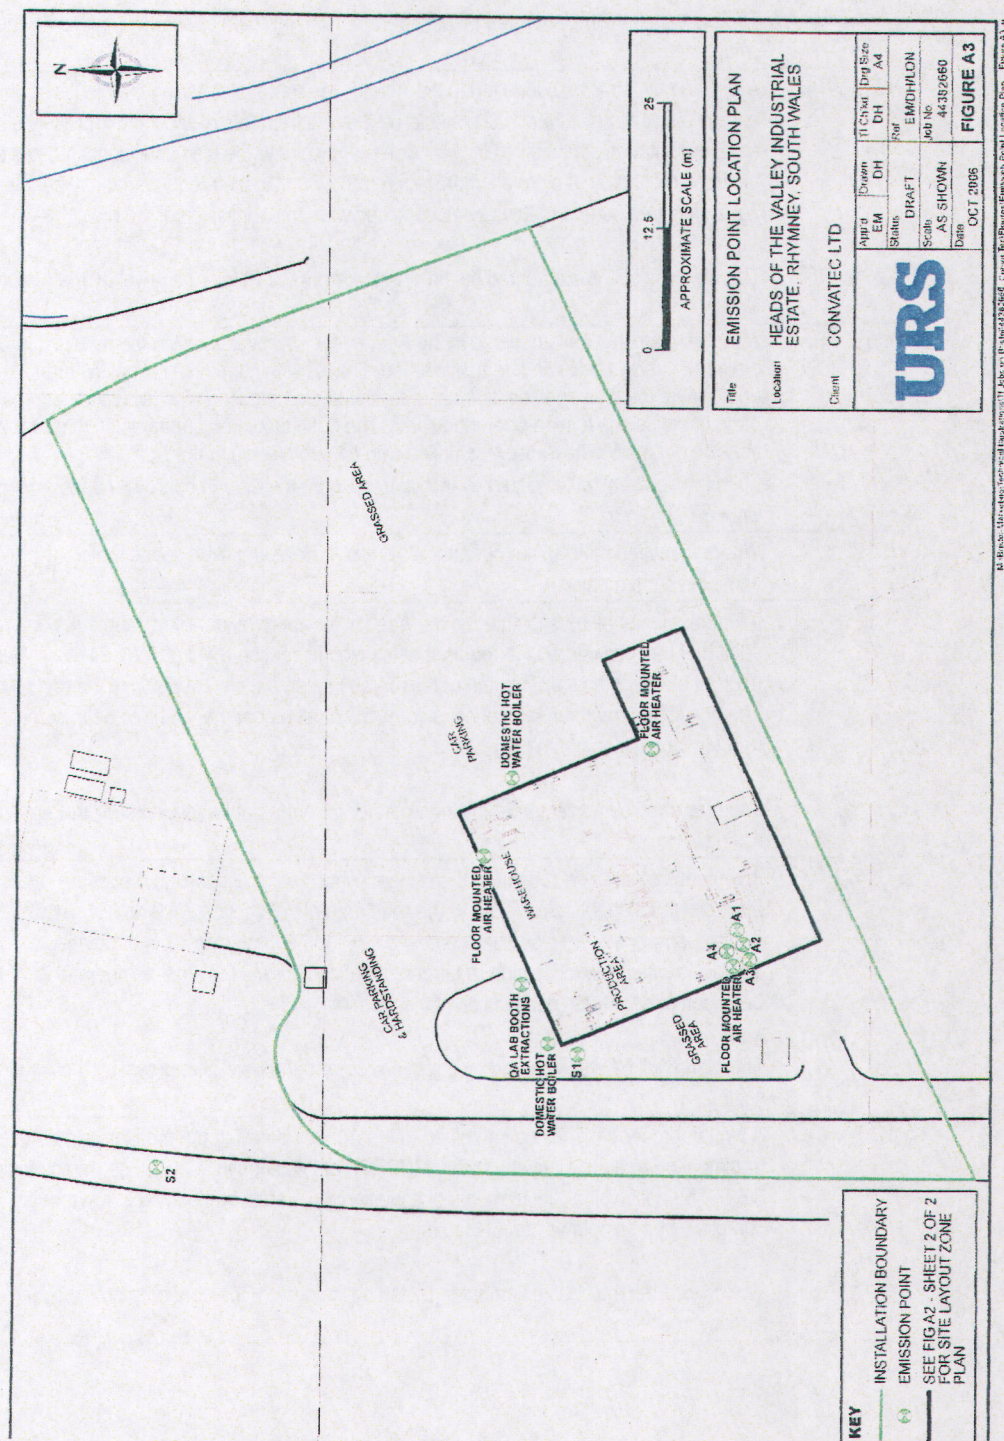 N
GRASSED AREA
CAR
PARKING
DOMESTIC HOT
WATER BOILER
FLOOR MOUNTED
AIR HEATER
FLOOR MOUNTED
AIR HEATER
WAREHOUSE
CAR PARKING
& HARDSTANDING
QA LAB BOOTH
EXTRACTIONS
DOMESTIC HOT
WATER BOILER
S1
PRODUCTION
AREA
A4
A1
A2
A3
FLOOR MOUNTED
AIR HEATER
GRASSED
AREA
S2
0
12.5
25
APPROXIMATE SCALE (m)
Title
EMISSION POINT LOCATION PLAN
Location
HEADS OF THE VALLEY INDUSTRIAL
ESTATE, RHYMNEY, SOUTH WALES
Client
CONVATEC LTD
URS
App'd
EM
Drawn
DH
DH
Drg Size
A4
Status
DRAFT
Ref
EM/DH/LON
Scale
AS SHOWN
Job No
44382660
Date
OCT 2006
FIGURE A3
KEY
INSTALLATION BOUNDARY
EMISSION POINT
SEE FIG A2 - SHEET 2 OF 2
FOR SITE LAYOUT ZONE
PLAN